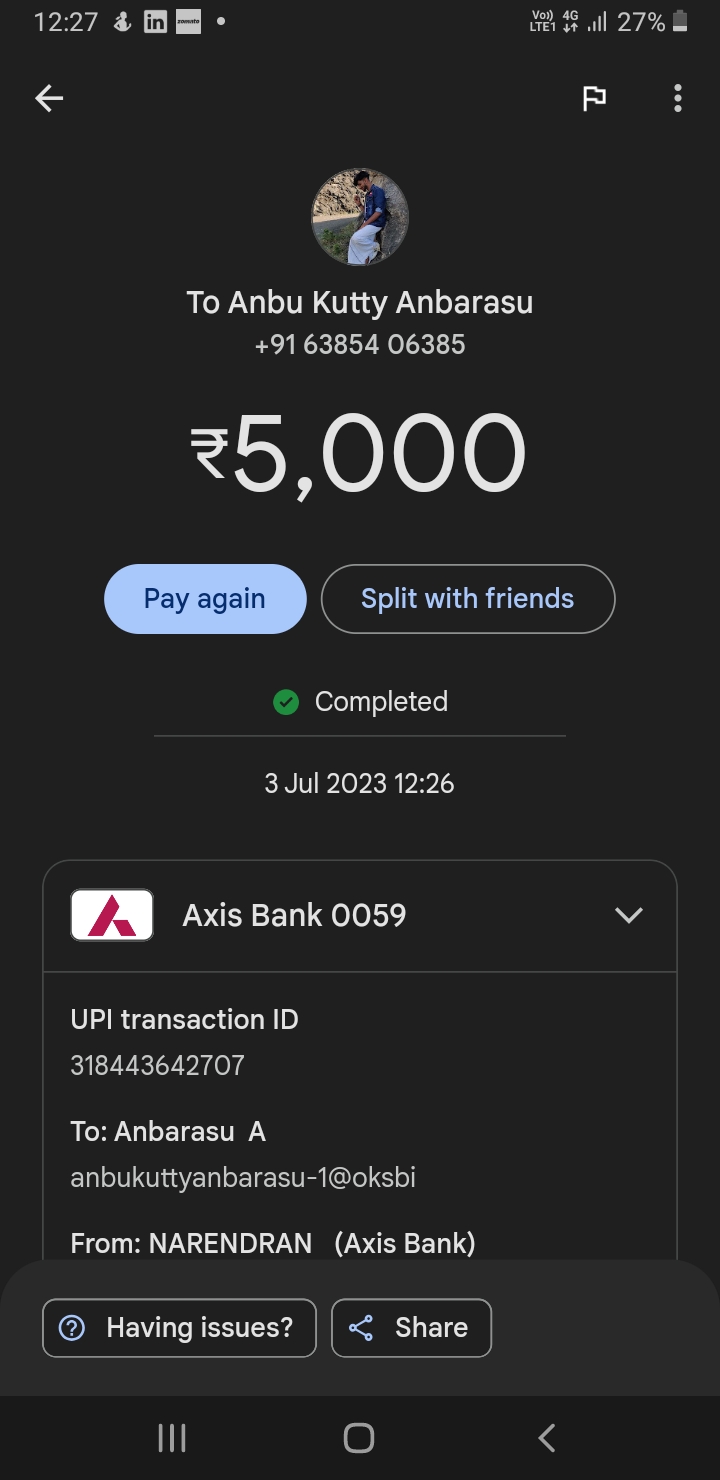 12:27 in zomato Vo)) LTE1 4G 27%
To Anbu Kutty Anbarasu
+91 63854 06385
₹5,000
Pay again Split with friends
Completed
3 Jul 2023 12:26
Axis Bank 0059
UPI transaction ID
318443642707
To: Anbarasu A
anbukuttyanbarasu-1@oksbi
From: NARENDRAN (Axis Bank)
Having issues? Share